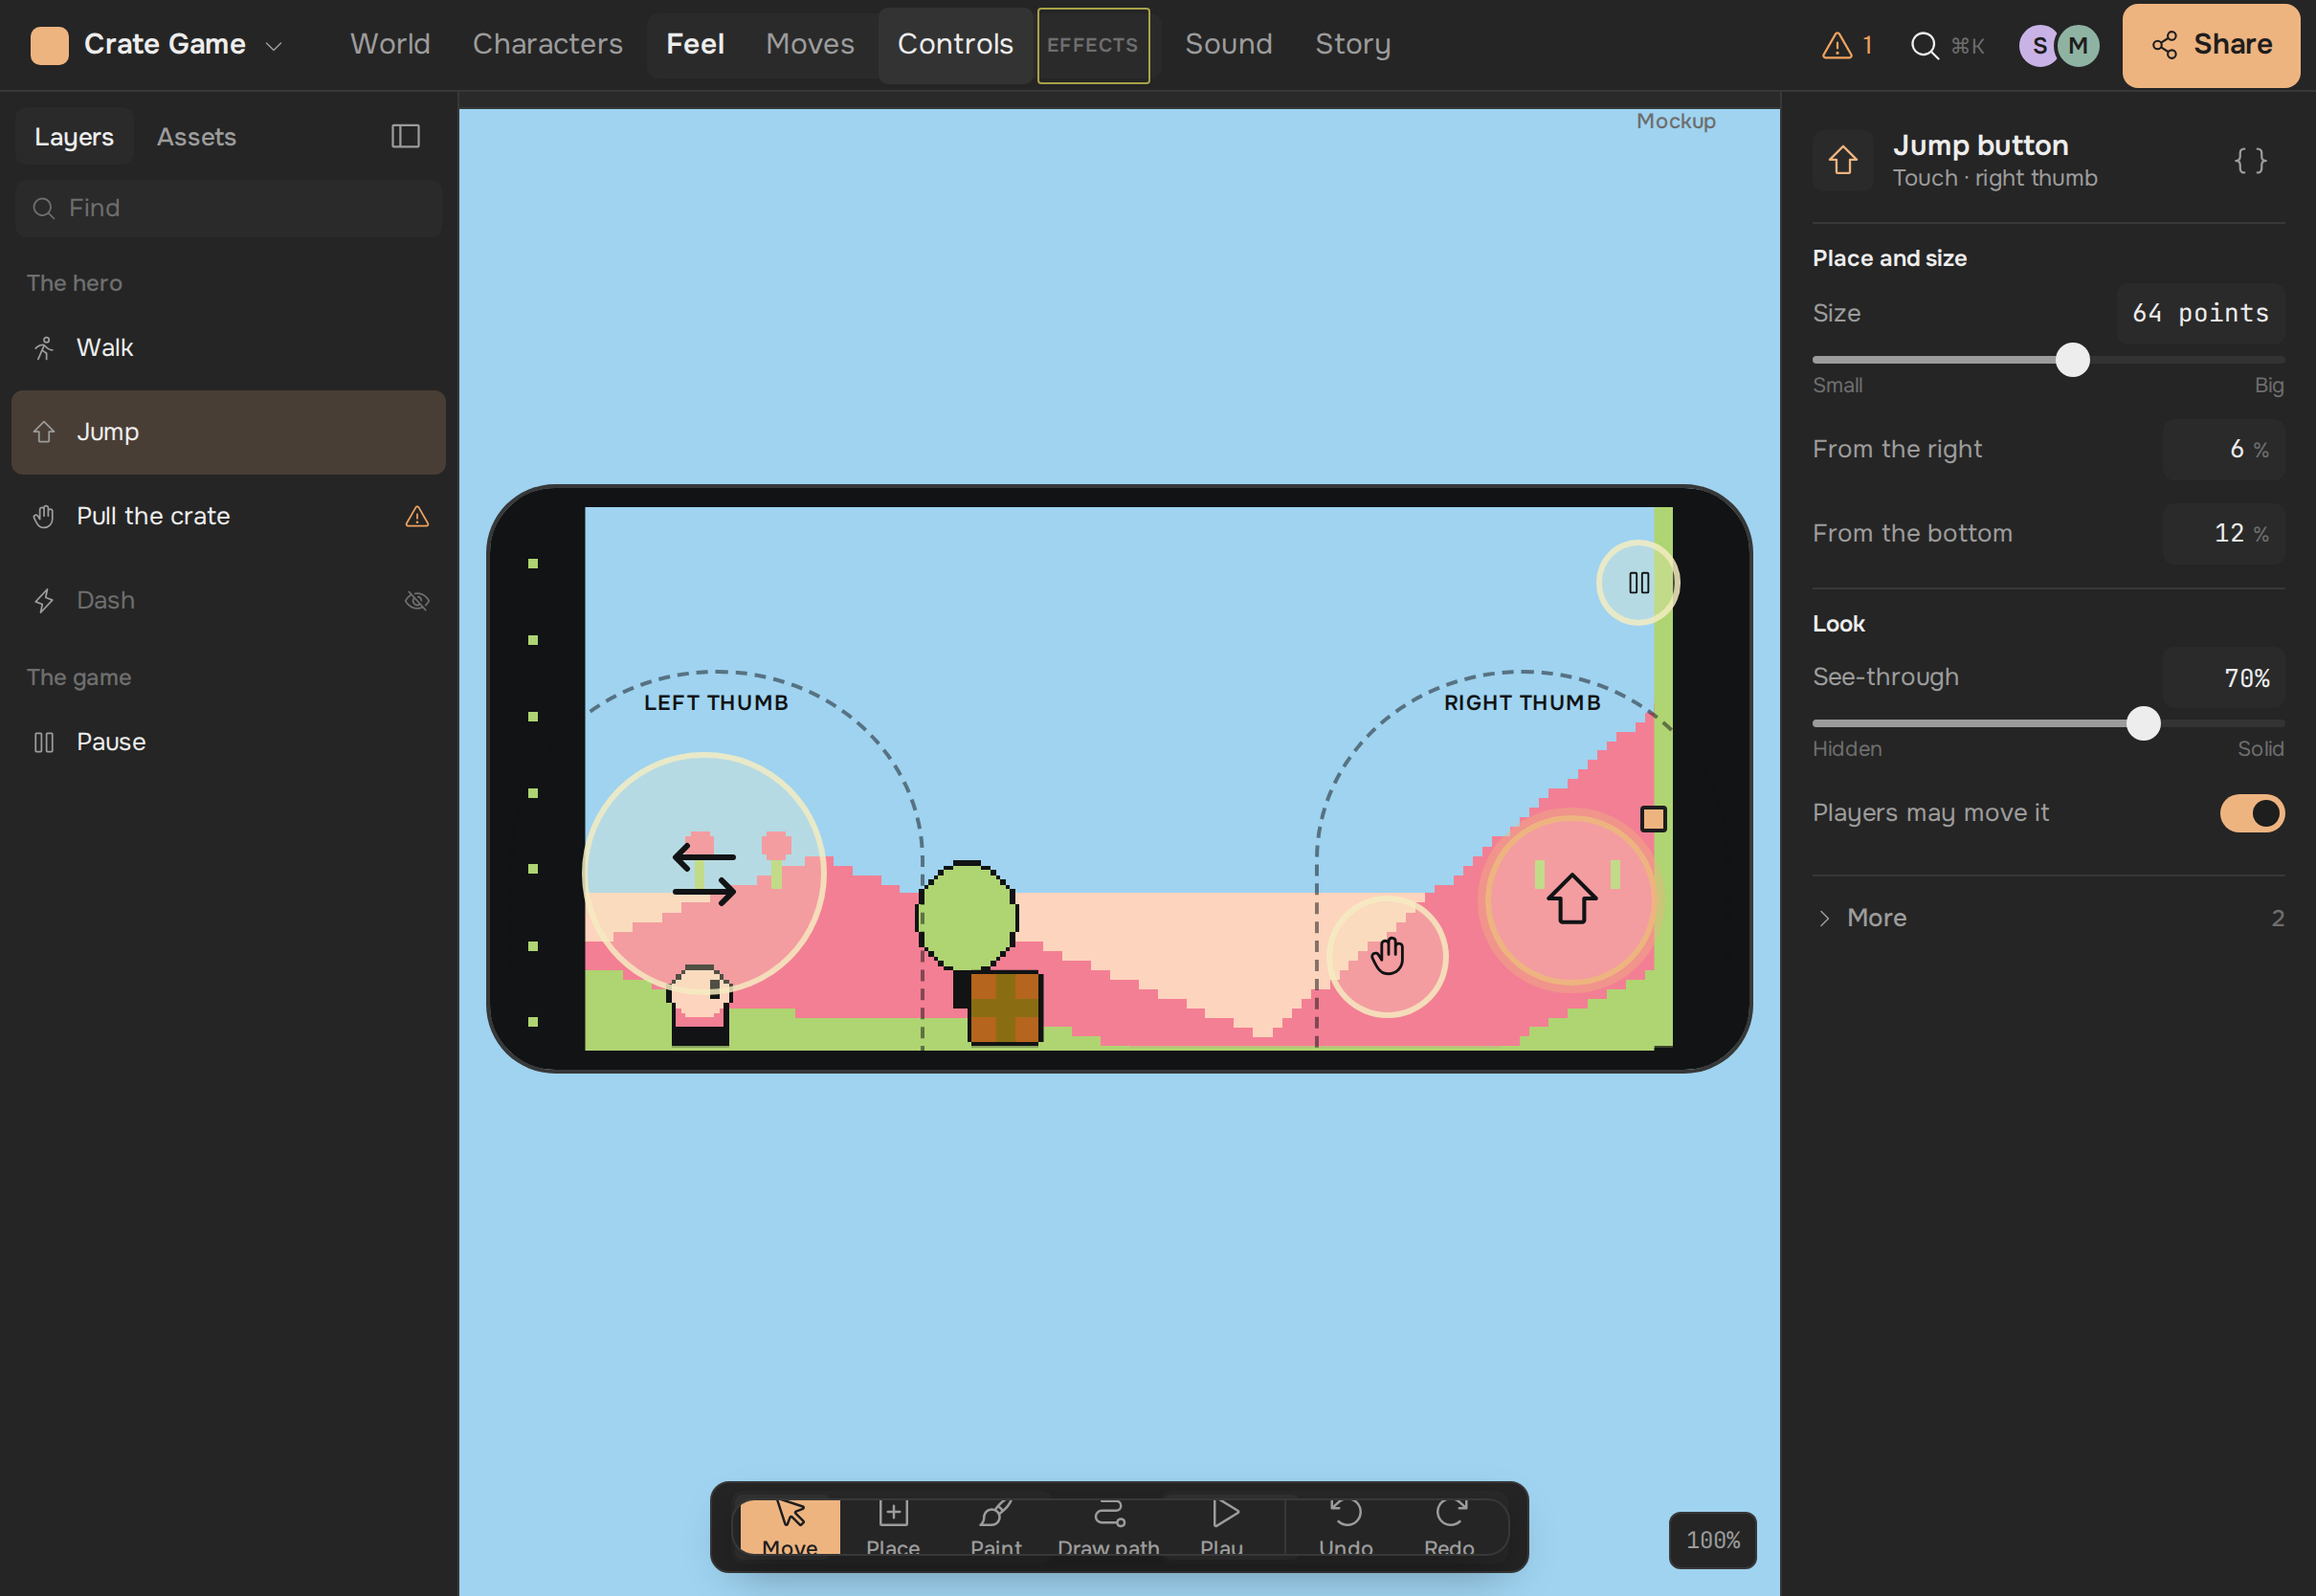 Crate Game
World
Characters
Feel
Moves
Controls
EFFECTS
Sound
Story
1
⌘K
S
M
Share
Layers
Assets
Find
The hero
Walk
Jump
Pull the crate
Dash
The game
Pause
Mockup
LEFT THUMB
RIGHT THUMB
Move
Place
Paint
Draw path
Play
Undo
Redo
100%
Jump button
Touch · right thumb
{ }
Place and size
Size
64 points
Small
Big
From the right
6 %
From the bottom
12 %
Look
See-through
70%
Hidden
Solid
Players may move it
More
2